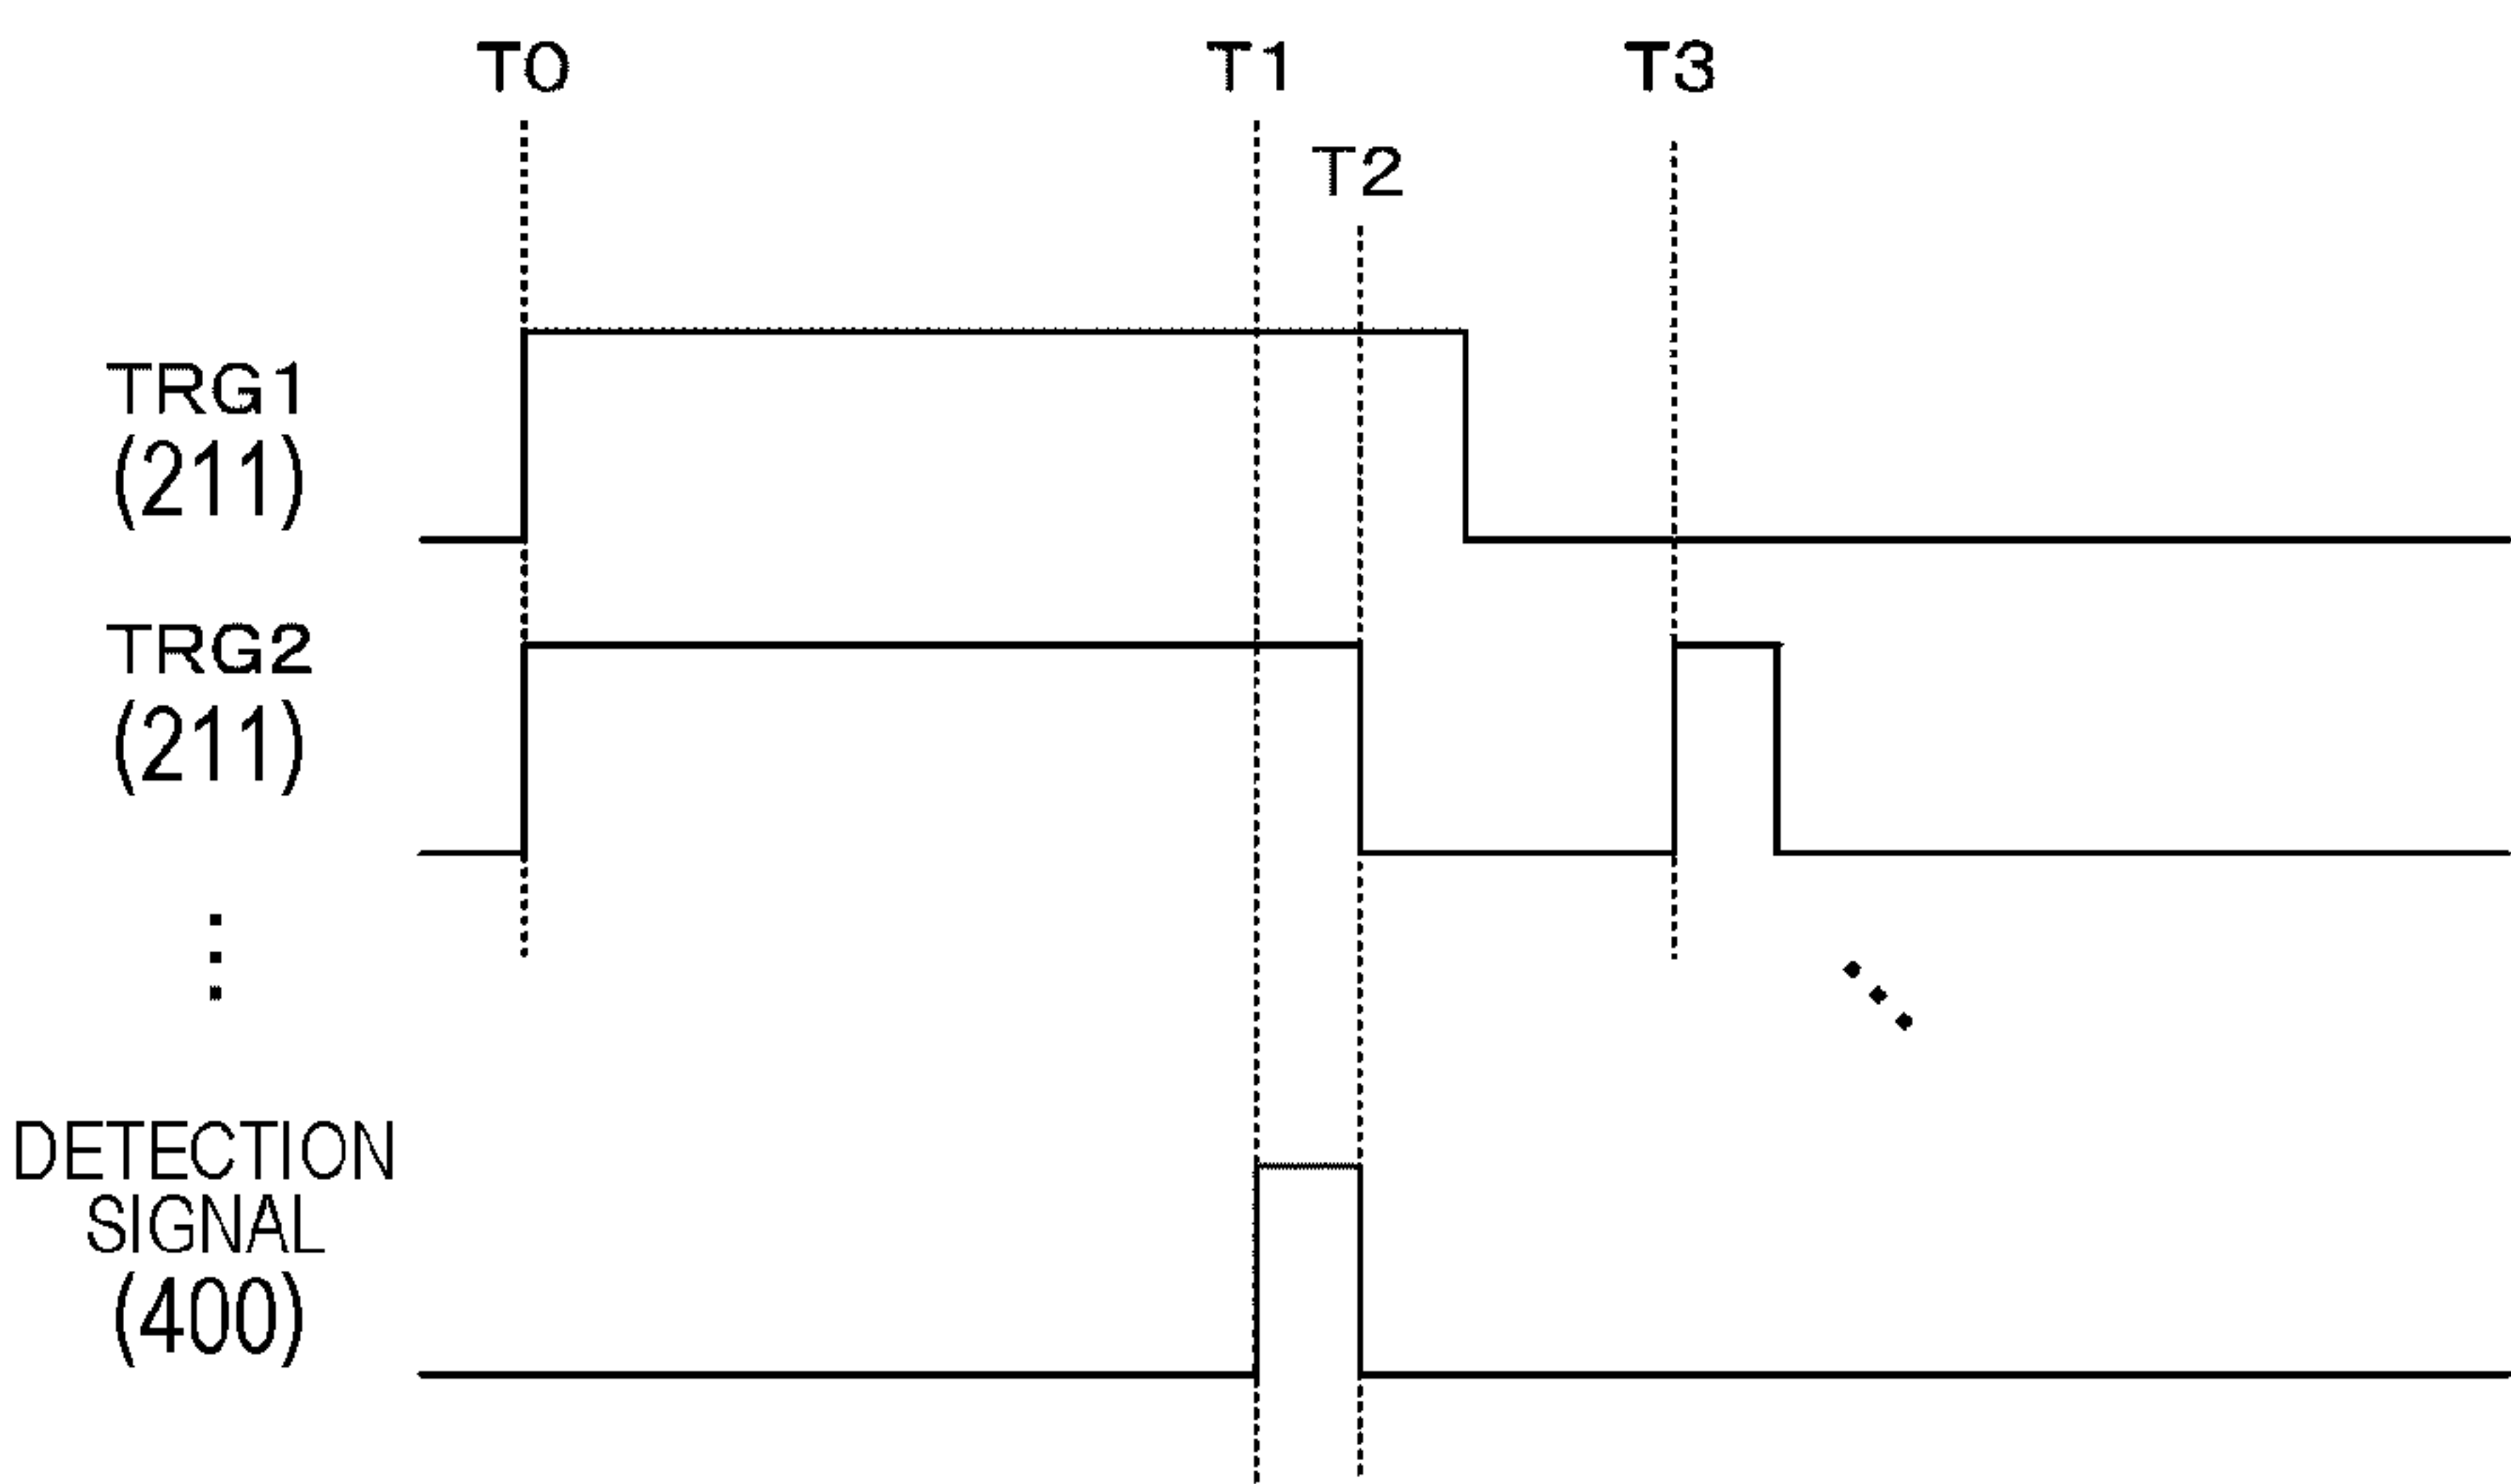 T0
T1
T3
T2
TRG1
(211)
TRG2
(211)
DETECTION
SIGNAL
(400)